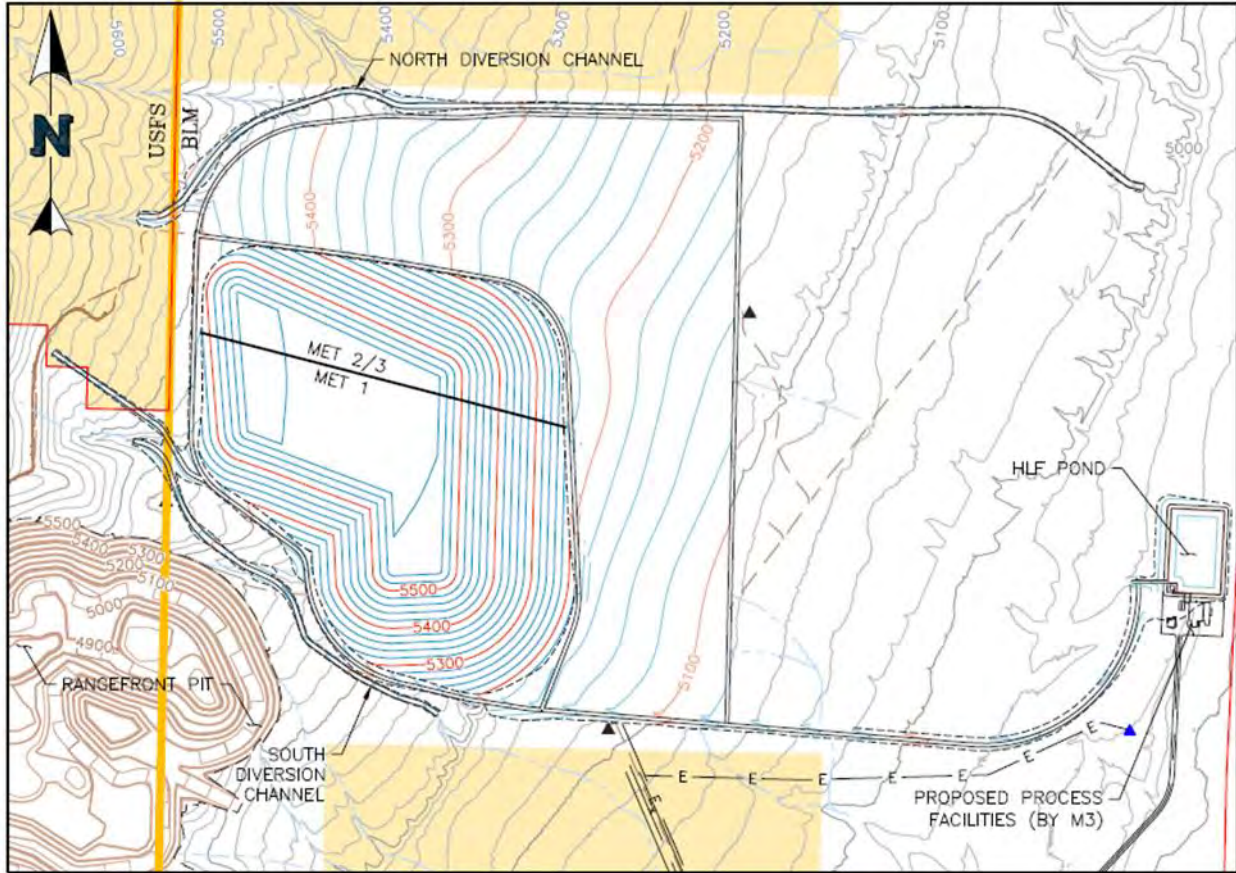 5600
5500
5400
5300
5200
5100
NORTH DIVERSION CHANNEL
N
USFS
BLM
5200
5000
5400
5300
MET 2/3
MET 1
HLF POND
5500
5400
5300
5200
5100
5000
4900
5500
5400
5300
5100
RANGEFRONT PIT
SOUTH
DIVERSION
CHANNEL
E
E
E
E
E
E
E
E
E
PROPOSED PROCESS
FACILITIES (BY M3)